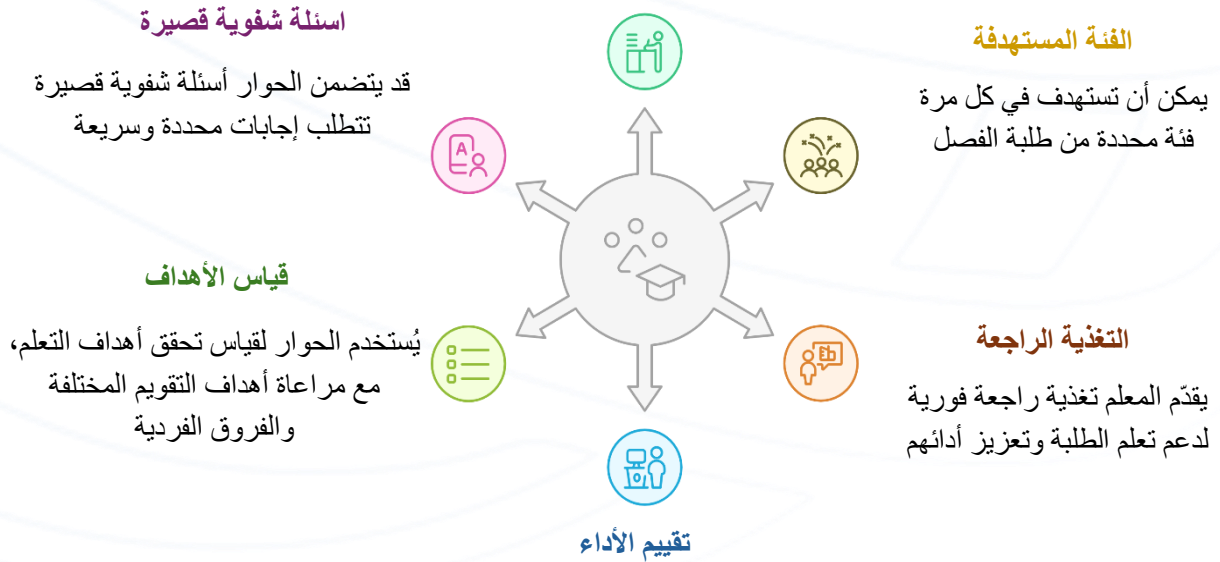 الفئة المستهدفة
يمكن أن تستهدف في كل مرة
فئة محددة من طلبة الفصل
التغذية الراجعة
يقدّم المعلم تغذية راجعة فورية
لدعم تعلم الطلبة وتعزيز أدائهم
اسئلة شفوية قصيرة
قد يتضمن الحوار أسئلة شفوية قصيرة
تتطلب إجابات محددة وسريعة
قياس الأهداف
يُستخدم الحوار لقياس تحقق أهداف التعلم،
مع مراعاة أهداف التقويم المختلفة
والفروق الفردية
تقييم الأداء